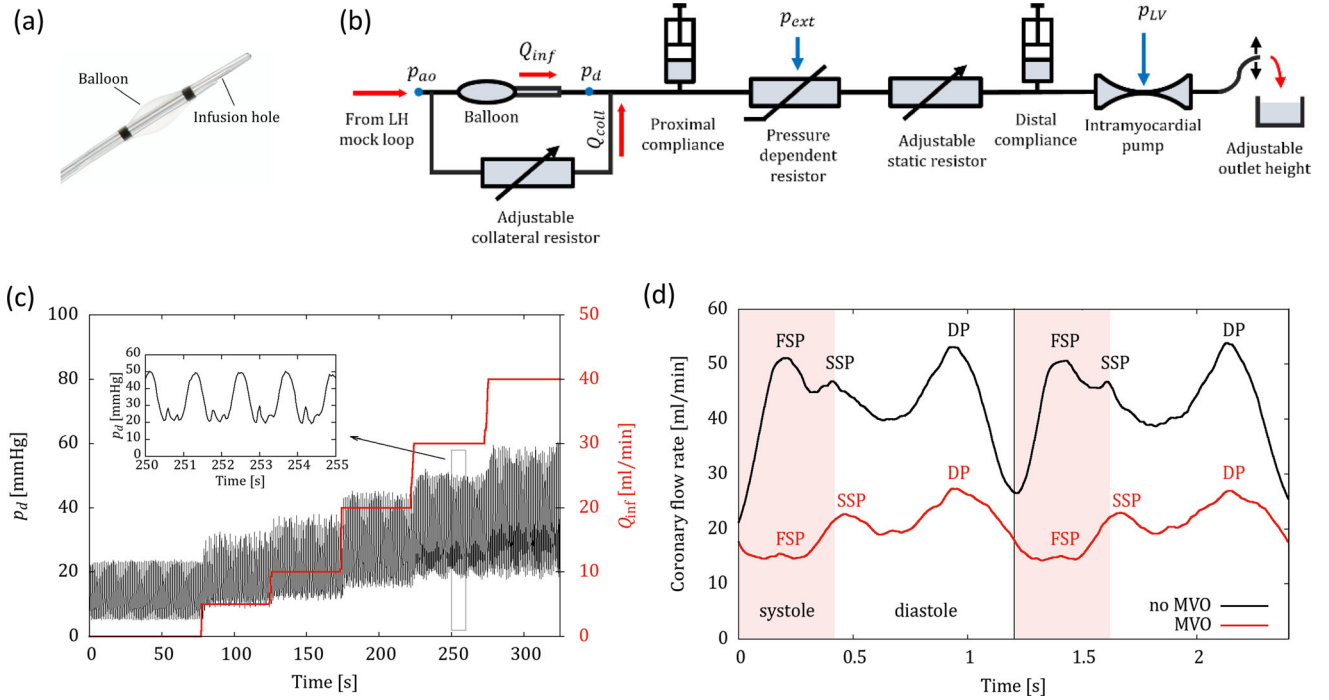 (a)
Balloon
Infusion hole
(b)
p_ao
Q_inf
p_d
p_ext
p_LV
From LH
mock loop
Balloon
Q_coll
Proximal
compliance
Pressure
dependent
resistor
Adjustable
static resistor
Distal
compliance
Intramyocardial
pump
Adjustable
outlet height
Adjustable
collateral resistor
(c)
p_d [mmHg]
100
80
60
40
20
0
0 50 100 150 200 250 300
Time [s]
50
40
30
20
10
0
Q_inf [ml/min]
p_d [mmHg]
60
50
40
30
20
10
0
250 251 252 253 254 255
Time [s]
(d)
Coronary flow rate [ml/min]
60
50
40
30
20
10
0
FSP SSP DP FSP SSP DP
FSP SSP DP FSP SSP DP
systole diastole
no MVO
MVO
0 0.5 1 1.5 2
Time [s]